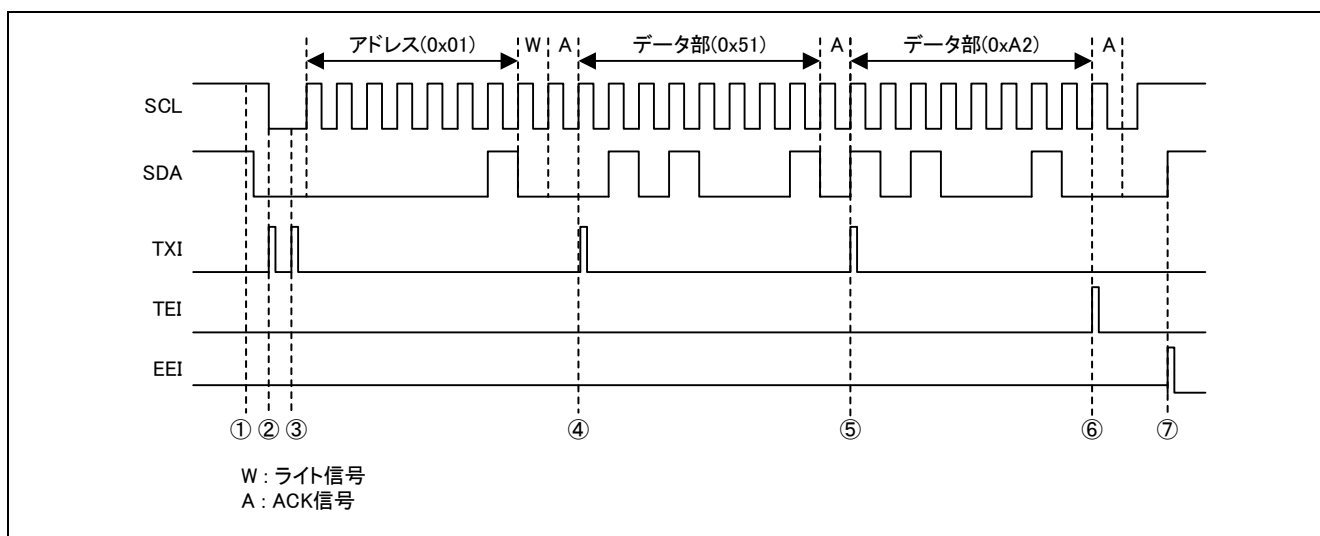 アドレス(0x01) W A データ部(0x51) A データ部(0xA2) A
SCL
SDA
TXI
TEI
EEI
① ② ③ ④ ⑤ ⑥ ⑦
W : ライト信号
A : ACK信号